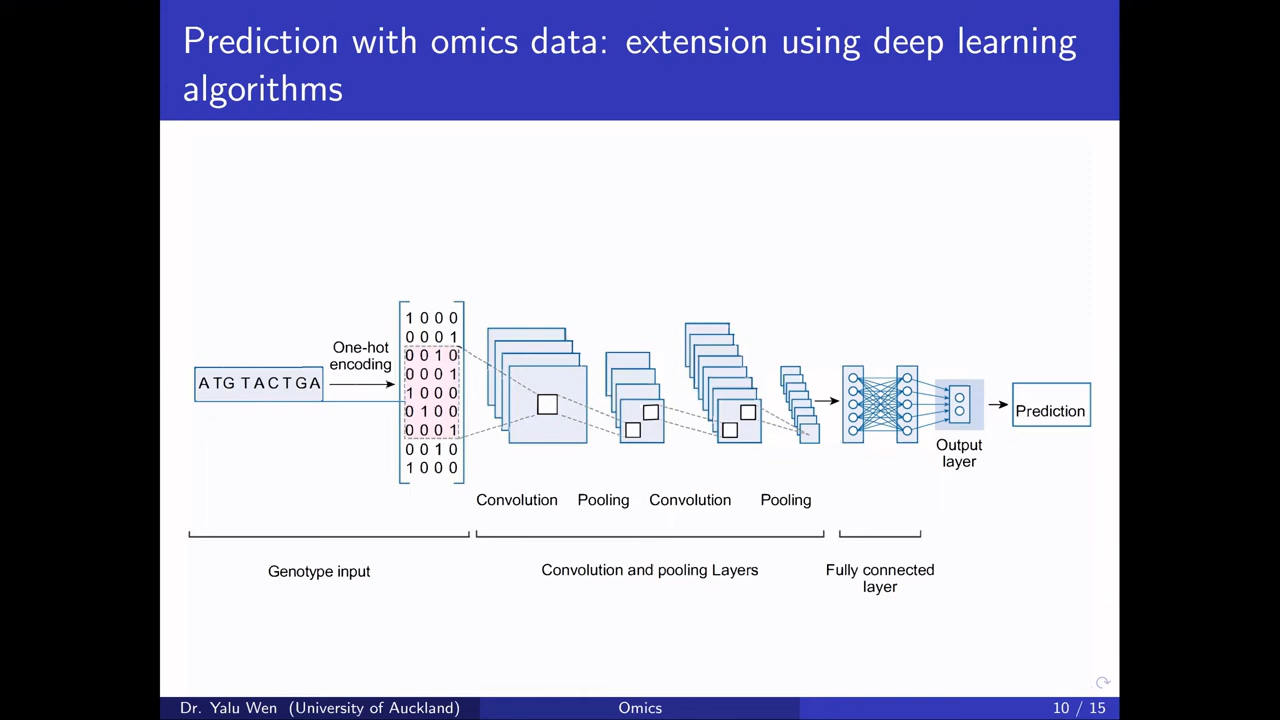 Prediction with omics data: extension using deep learning
algorithms
ATGTACTGA
One-hot
encoding
1 0 0 0
0 0 0 1
0 0 1 0
0 0 0 1
1 0 0 0
0 1 0 0
0 0 0 1
0 0 1 0
1 0 0 0
Prediction
Output
layer
Convolution Pooling Convolution Pooling
Genotype input
Convolution and pooling Layers
Fully connected
layer
Dr. Yalu Wen (University of Auckland) Omics 10 / 15